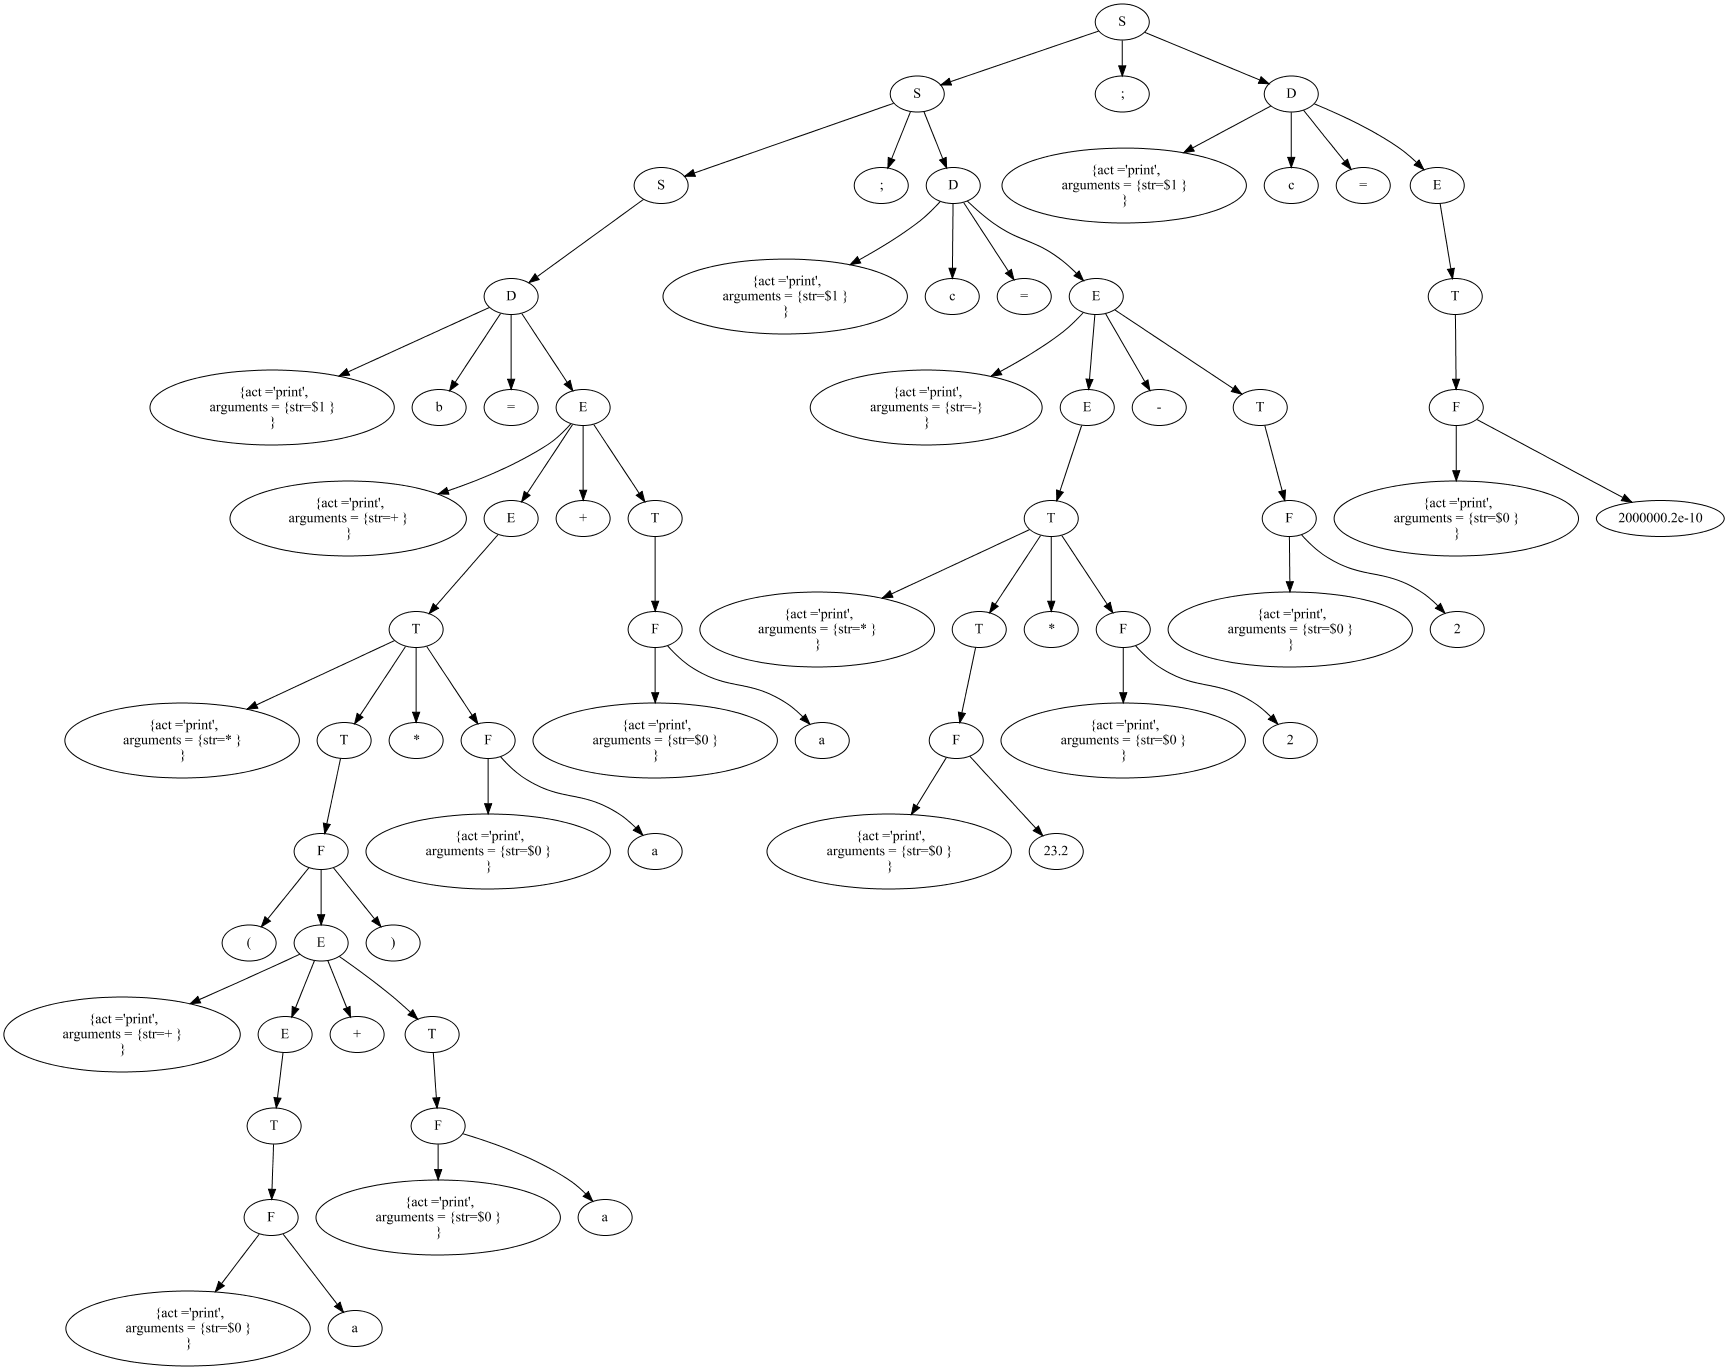 S
S
;
D
S
;
D
{act ='print',
arguments = {str=$1 }
}
c
=
E
D
{act ='print',
arguments = {str=$1 }
}
c
=
E
T
{act ='print',
arguments = {str=$1 }
}
b
=
E
{act ='print',
arguments = {str=-}
}
E
-
T
F
{act ='print',
arguments = {str=+ }
}
E
+
T
T
F
{act ='print',
arguments = {str=$0 }
}
2000000.2e-10
T
F
{act ='print',
arguments = {str=* }
}
T
*
F
{act ='print',
arguments = {str=$0 }
}
2
{act ='print',
arguments = {str=* }
}
T
*
F
{act ='print',
arguments = {str=$0 }
}
a
F
{act ='print',
arguments = {str=$0 }
}
2
F
{act ='print',
arguments = {str=$0 }
}
a
{act ='print',
arguments = {str=$0 }
}
23.2
(
E
)
{act ='print',
arguments = {str=+ }
}
E
+
T
T
F
F
{act ='print',
arguments = {str=$0 }
}
a
{act ='print',
arguments = {str=$0 }
}
a